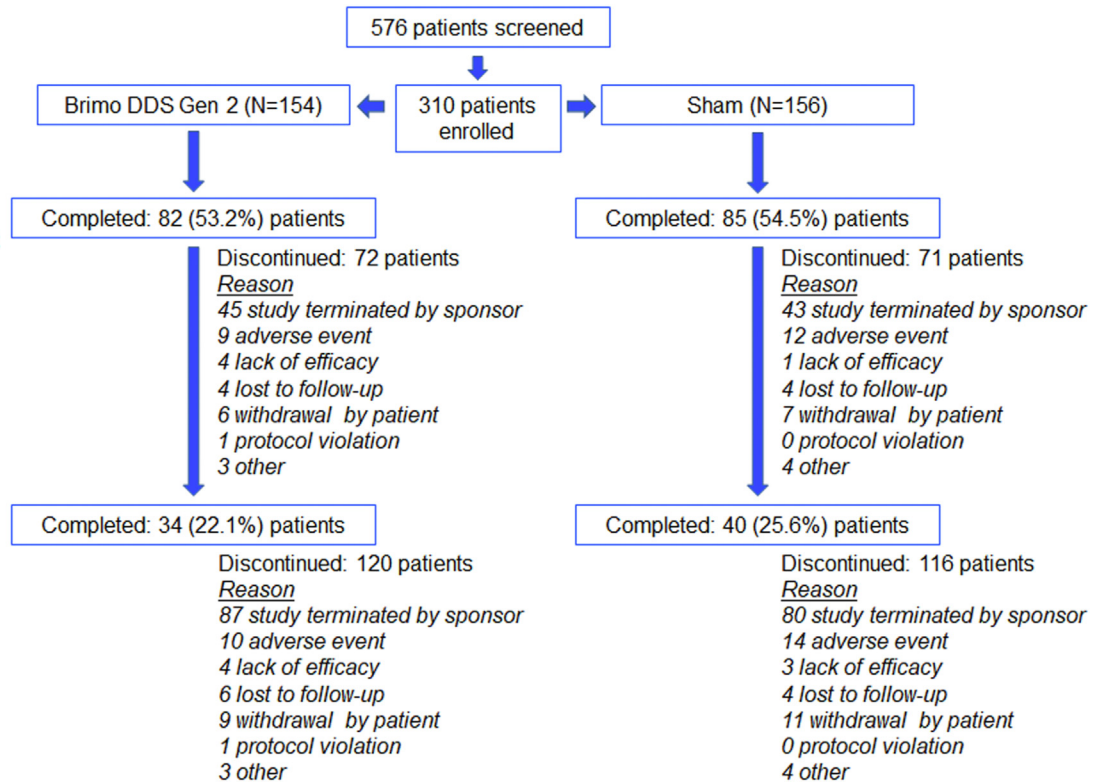 576 patients screened
Brimo DDS Gen 2 (N=154)
310 patients
enrolled
Sham (N=156)
Completed: 82 (53.2%) patients
Discontinued: 72 patients
Reason
45 study terminated by sponsor
9 adverse event
4 lack of efficacy
4 lost to follow-up
6 withdrawal by patient
1 protocol violation
3 other
Completed: 85 (54.5%) patients
Discontinued: 71 patients
Reason
43 study terminated by sponsor
12 adverse event
1 lack of efficacy
4 lost to follow-up
7 withdrawal by patient
0 protocol violation
4 other
Completed: 34 (22.1%) patients
Discontinued: 120 patients
Reason
87 study terminated by sponsor
10 adverse event
4 lack of efficacy
6 lost to follow-up
9 withdrawal by patient
1 protocol violation
3 other
Completed: 40 (25.6%) patients
Discontinued: 116 patients
Reason
80 study terminated by sponsor
14 adverse event
3 lack of efficacy
4 lost to follow-up
11 withdrawal by patient
0 protocol violation
4 other